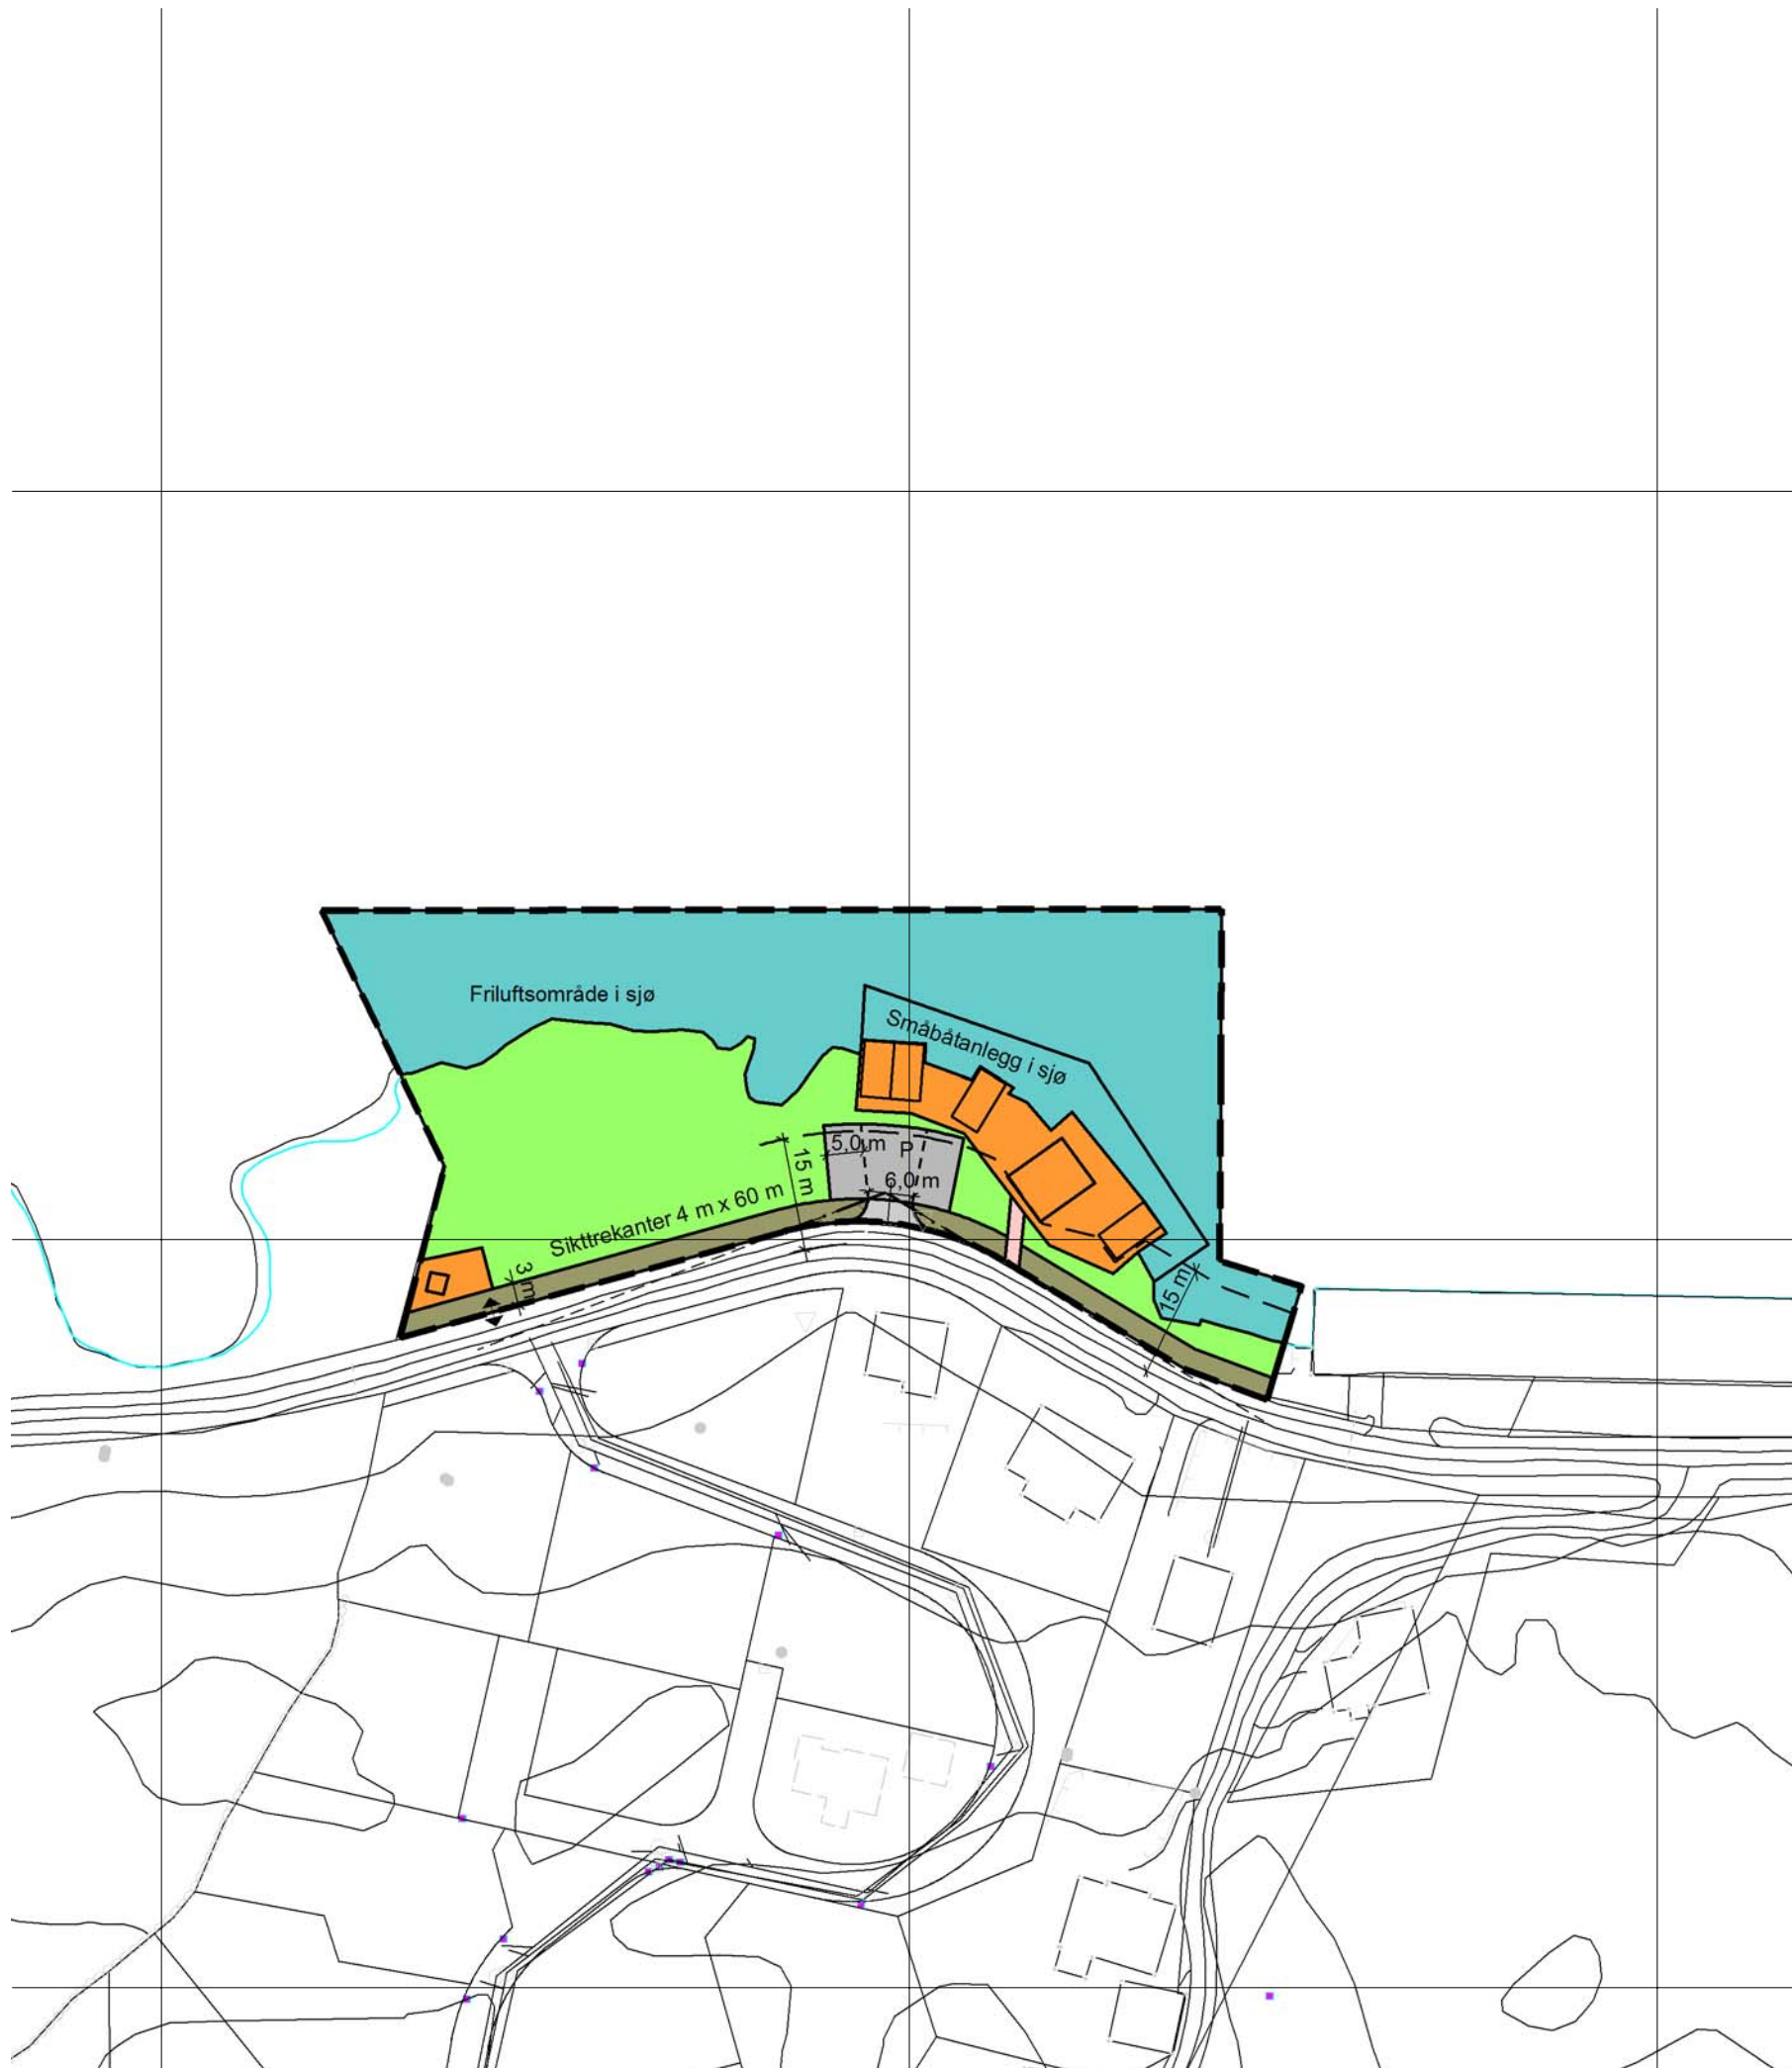 Friluftsområde i sjø
Småbåtanlegg i sjø
5,0 m
P
15 m
6,0 m
Sikttrekanter 4 m x 60 m
3 m
15 m